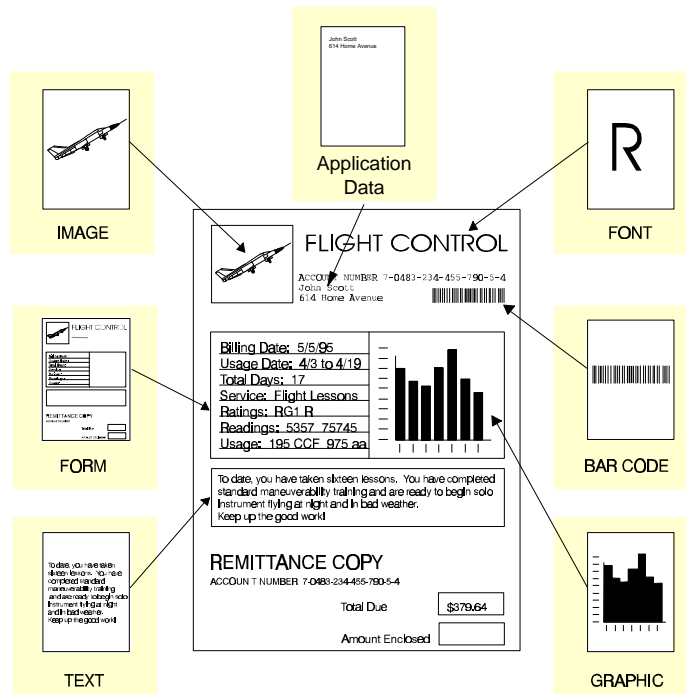 John Scott
614 Home Avenue
Application
Data
IMAGE
R
FONT
FLIGHT CONTROL
ACCOUNT NUMBER 7-0483-234-455-790-5-4
John Scott
614 Home Avenue
FLIGHT CONTROL
REMITTANCE COPY
FORM
Billing Date: 5/5/95
Usage Date: 4/3 to 4/19
Total Days: 17
Service: Flight Lessons
Ratings: RG1 R
Readings: 5357 75745
Usage: 195 CCF 975 aa
BAR CODE
To date, you have taken sixteen lessons. You have completed
standard maneuverability training and are ready to begin solo
instrument flying at night and in bad weather.
Keep up the good work!
To date, you have taken
sixteen lessons. You have
completed standard
maneuverability training
and are ready to begin solo
instrument flying at night
and in bad weather.
Keep up the good work!
TEXT
REMITTANCE COPY
ACCOUNT NUMBER 7-0483-234-455-790-5-4
Total Due $379.64
Amount Enclosed
GRAPHIC